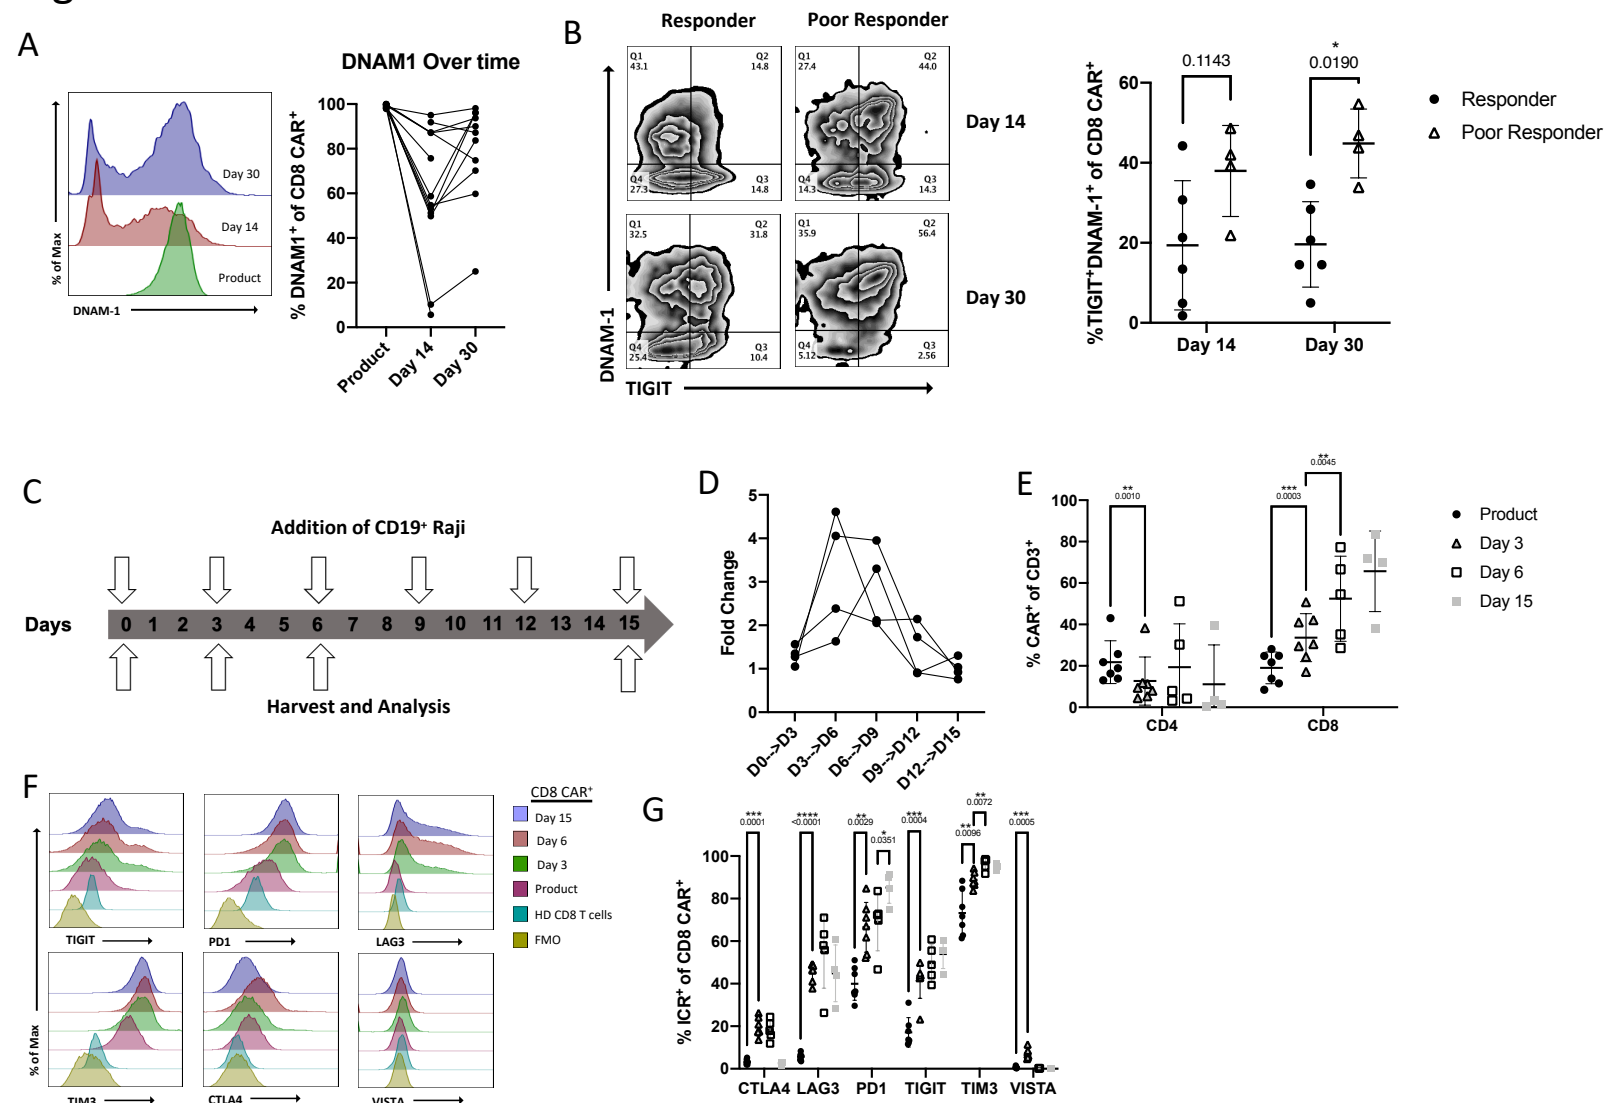 A
DNAM1 Over time
% of Max
Day 30
Day 14
Product
DNAM-1
% DNAM1⁺ of CD8 CAR⁺
100
80
60
40
20
0
Product
Day 14
Day 30
B
Responder
Poor Responder
Q1
43.1
Q2
14.8
Q4
27.3
Q3
14.8
Q1
27.4
Q2
44.0
Q4
14.3
Q3
14.3
Day 14
Q1
32.5
Q2
31.8
Q4
25.4
Q3
10.4
Q1
35.9
Q2
56.4
Q4
5.12
Q3
2.56
Day 30
DNAM-1
TIGIT
%TIGIT⁺DNAM-1⁺ of CD8 CAR⁺
60
40
20
0
0.1143
*
0.0190
Day 14
Day 30
Responder
Poor Responder
C
Addition of CD19⁺ Raji
Days
0 1 2 3 4 5 6 7 8 9 10 11 12 13 14 15
Harvest and Analysis
D
Fold Change
5
4
3
2
1
0
D0-->D3
D3-->D6
D6-->D9
D9-->D12
D12-->D15
E
% CAR⁺ of CD3⁺
100
80
60
40
20
0
**
0.0010
***
0.0003
**
0.0045
CD4
CD8
Product
Day 3
Day 6
Day 15
F
% of Max
TIGIT
PD1
LAG3
TIM3
CTLA4
VISTA
CD8 CAR⁺
Day 15
Day 6
Day 3
Product
HD CD8 T cells
FMO
G
% ICR⁺ of CD8 CAR⁺
100
80
60
40
20
0
***
0.0001
****
<0.0001
**
0.0029
*
0.0351
***
0.0004
**
0.0096
**
0.0072
***
0.0005
CTLA4
LAG3
PD1
TIGIT
TIM3
VISTA